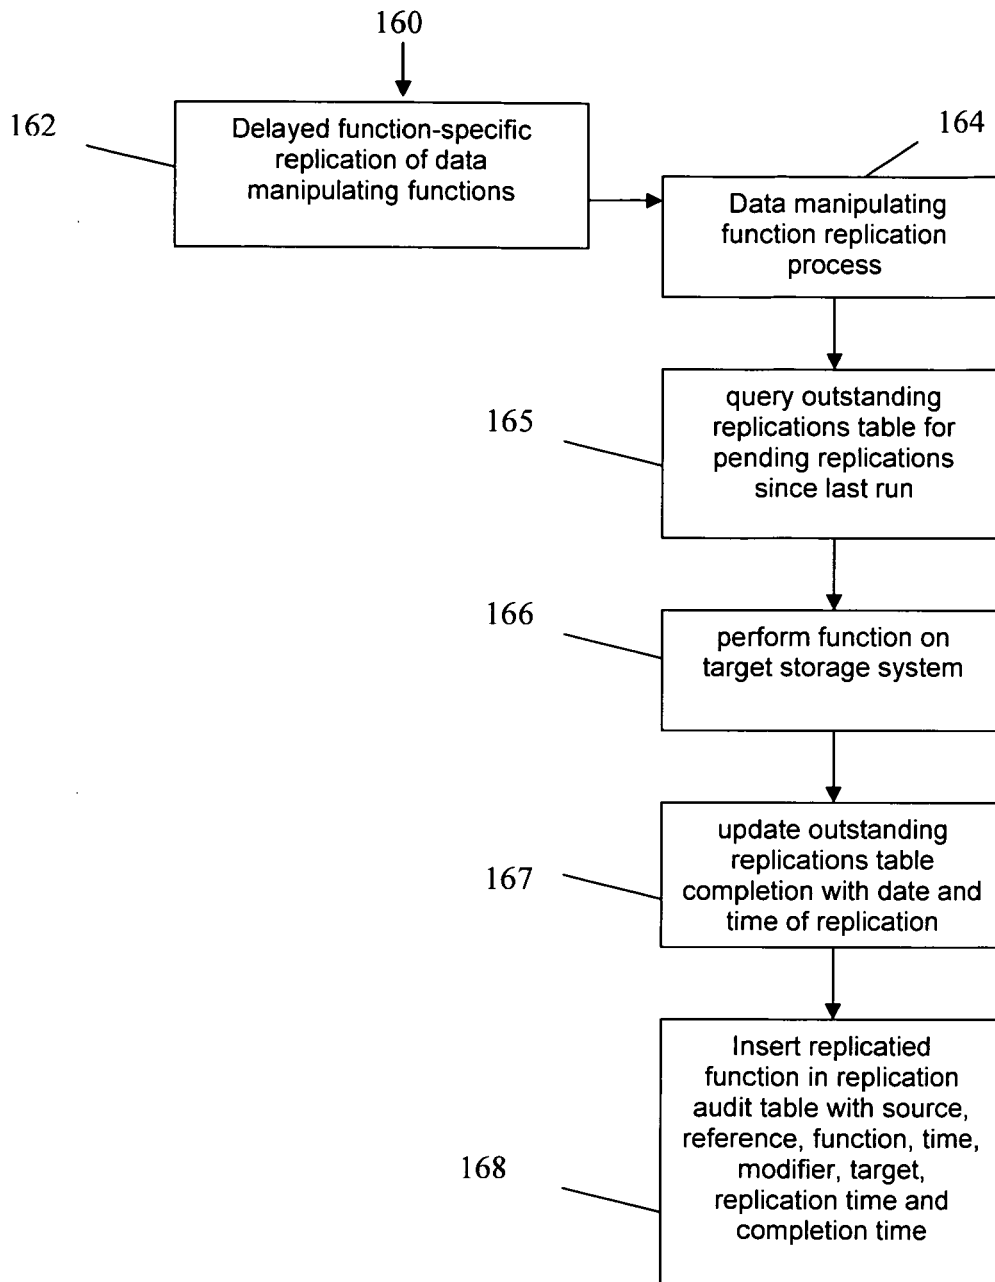 160
162
Delayed function-specific
replication of data
manipulating functions
164
Data manipulating
function replication
process
165
query outstanding
replications table for
pending replications
since last run
166
perform function on
target storage system
167
update outstanding
replications table
completion with date and
time of replication
168
Insert replicatied
function in replication
audit table with source,
reference, function, time,
modifier, target,
replication time and
completion time